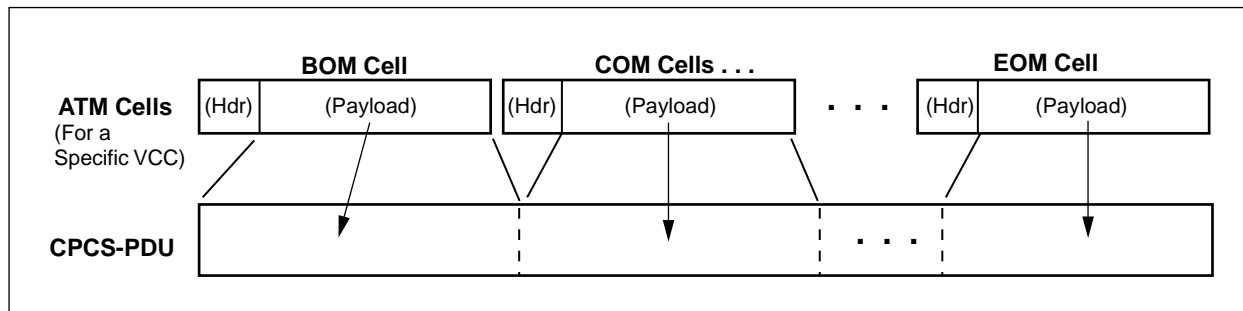 BOM Cell
COM Cells . . .
EOM Cell
ATM Cells
(For a
Specific VCC)
(Hdr)
(Payload)
(Hdr)
(Payload)
. . .
(Hdr)
(Payload)
CPCS-PDU
. . .